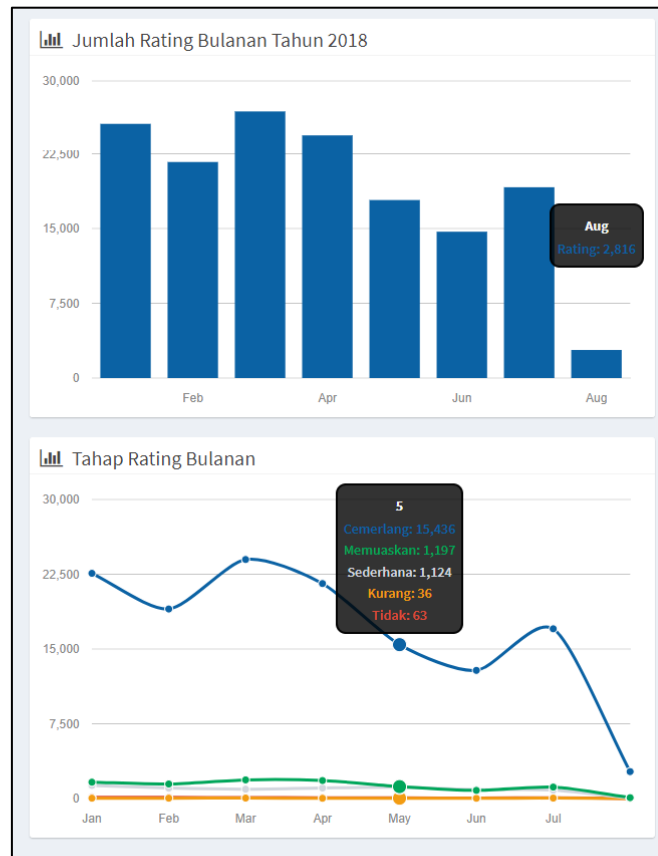 Jumlah Rating Bulanan Tahun 2018
30,000
22,500
15,000
7,500
0
Aug
Rating: 2,816
Feb
Apr
Jun
Aug
Tahap Rating Bulanan
30,000
22,500
15,000
7,500
0
5
Cemerlang: 15,436
Memuaskan: 1,197
Sederhana: 1,124
Kurang: 36
Tidak: 63
Jan
Feb
Mar
Apr
May
Jun
Jul